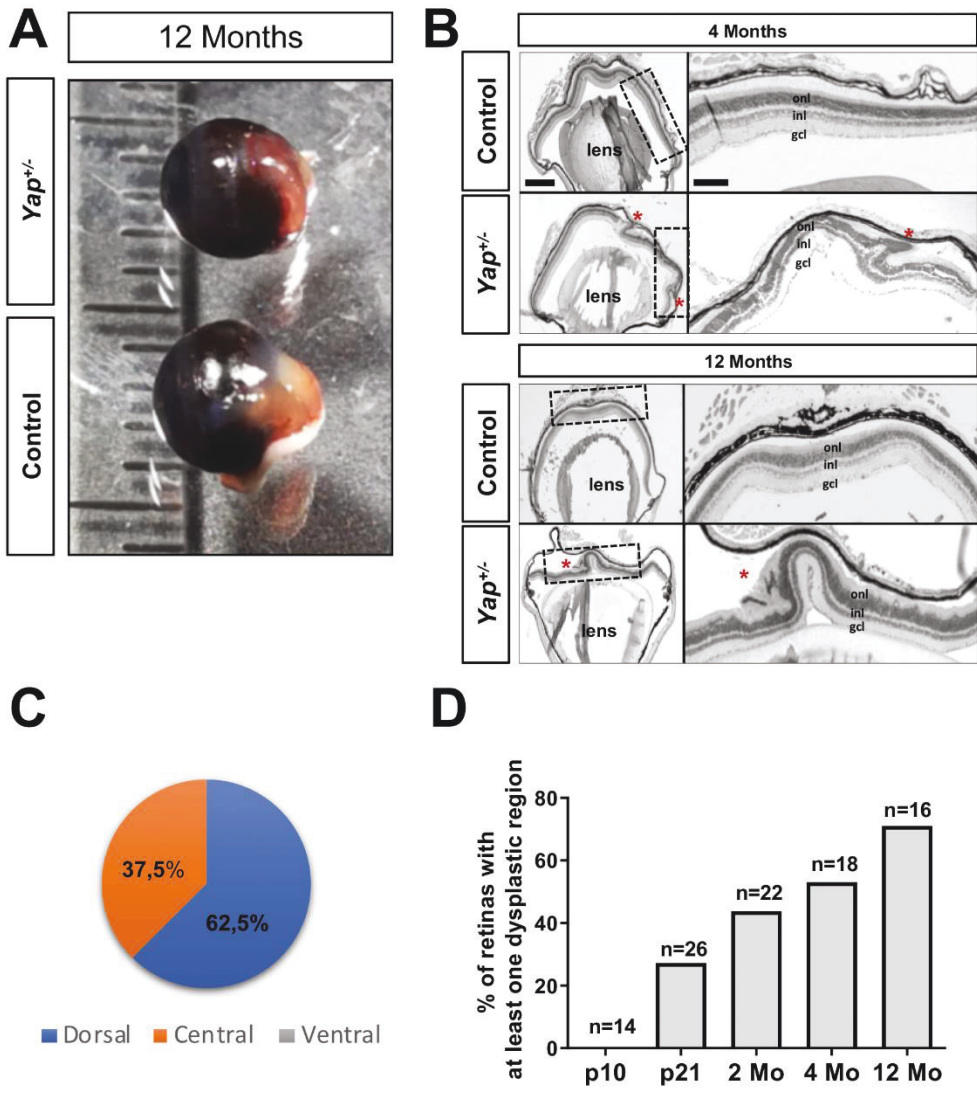 A
12 Months
Yap+/-
Control
B
4 Months
Control
lens
onl
inl
gcl
Yap+/-
lens
*
*
onl
inl
gcl
*
12 Months
Control
lens
onl
inl
gcl
Yap+/-
lens
*
*
onl
inl
gcl
C
37,5%
62,5%
Dorsal Central Ventral
D
% of retinas with
at least one dysplastic region
80
60
40
20
0
n=14
n=26
n=22
n=18
n=16
p10 p21 2 Mo 4 Mo 12 Mo